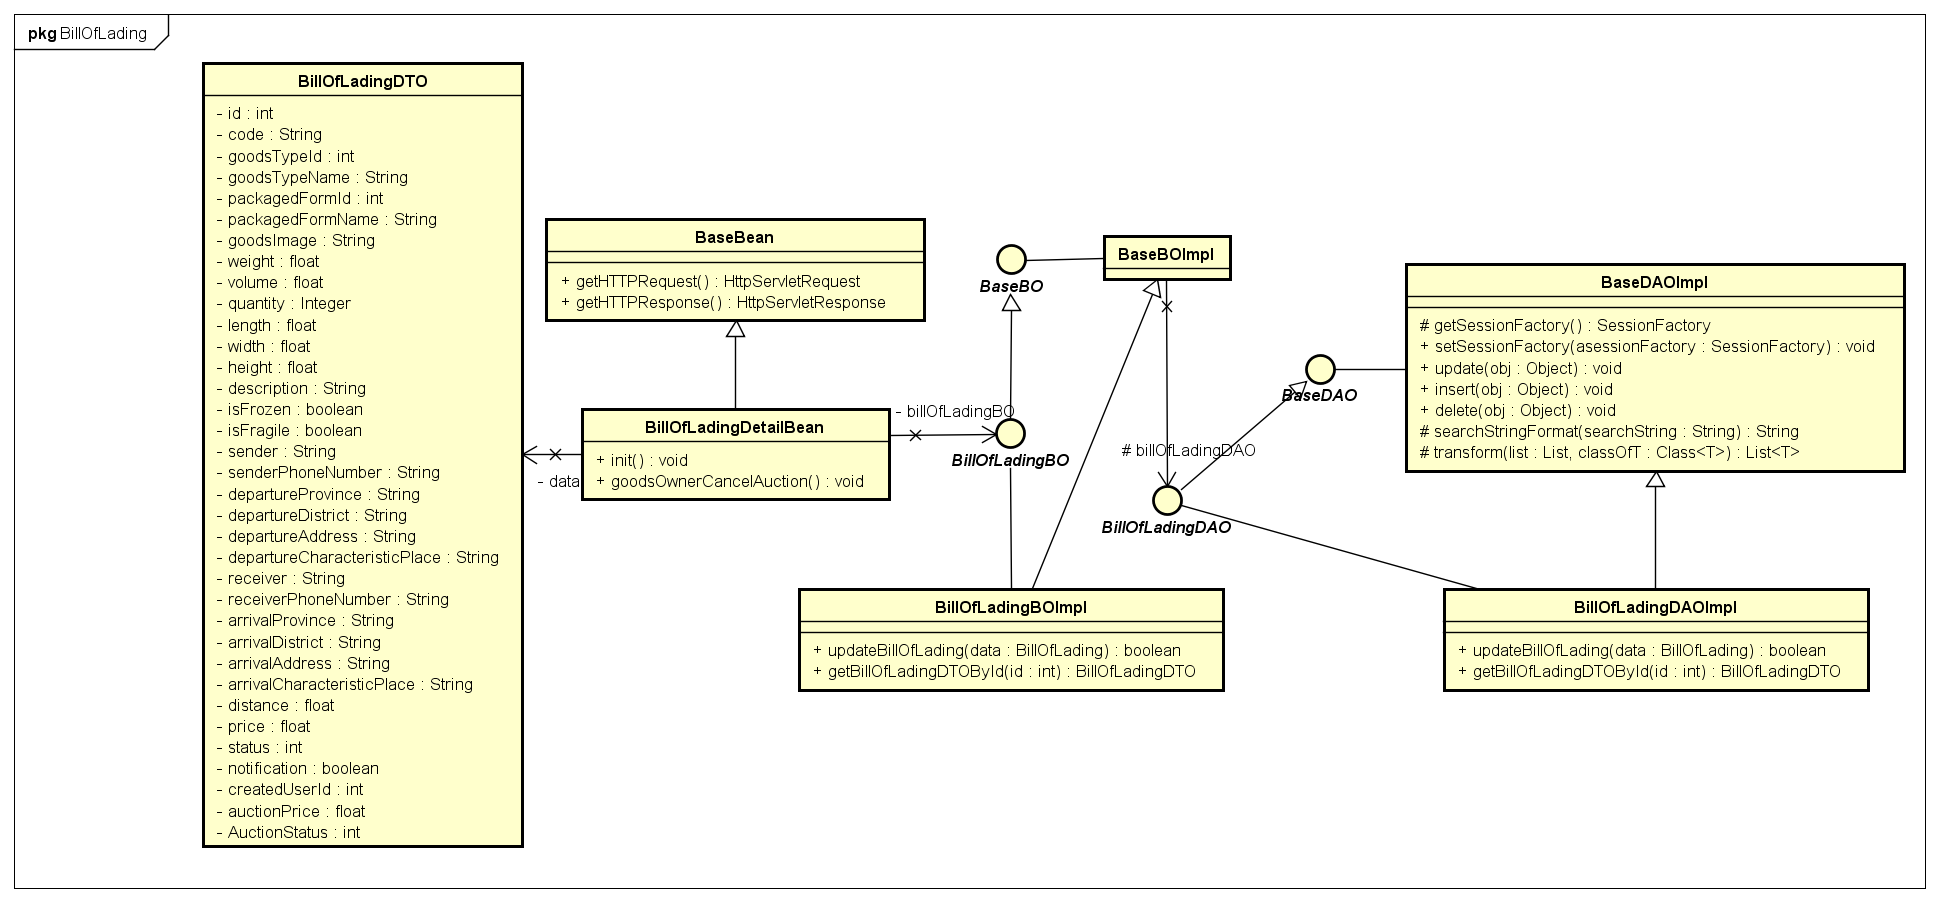 pkg BillOfLading
BillOfLadingDTO
- id : int
- code : String
- goodsTypeId : int
- goodsTypeName : String
- packagedFormId : int
- packagedFormName : String
- goodsImage : String
- weight : float
- volume : float
- quantity : Integer
- length : float
- width : float
- height : float
- description : String
- isFrozen : boolean
- isFragile : boolean
- sender : String
- senderPhoneNumber : String
- departureProvince : String
- departureDistrict : String
- departureAddress : String
- departureCharacteristicPlace : String
- receiver : String
- receiverPhoneNumber : String
- arrivalProvince : String
- arrivalDistrict : String
- arrivalAddress : String
- arrivalCharacteristicPlace : String
- distance : float
- price : float
- status : int
- notification : boolean
- createdUserId : int
- auctionPrice : float
- AuctionStatus : int
BaseBean
+ getHTTPRequest() : HttpServletRequest
+ getHTTPResponse() : HttpServletResponse
BillOfLadingDetailBean
+ init() : void
+ goodsOwnerCancelAuction() : void
- data
- billOfLadingBO
BaseBO
BillOfLadingBO
BaseBOImpl
# billOfLadingDAO
BaseDAO
BillOfLadingDAO
BaseDAOImpl
# getSessionFactory() : SessionFactory
+ setSessionFactory(asessionFactory : SessionFactory) : void
+ update(obj : Object) : void
+ insert(obj : Object) : void
+ delete(obj : Object) : void
# searchStringFormat(searchString : String) : String
# transform(list : List, classOfT : Class<T>) : List<T>
BillOfLadingBOImpl
+ updateBillOfLading(data : BillOfLading) : boolean
+ getBillOfLadingDTOById(id : int) : BillOfLadingDTO
BillOfLadingDAOImpl
+ updateBillOfLading(data : BillOfLading) : boolean
+ getBillOfLadingDTOById(id : int) : BillOfLadingDTO